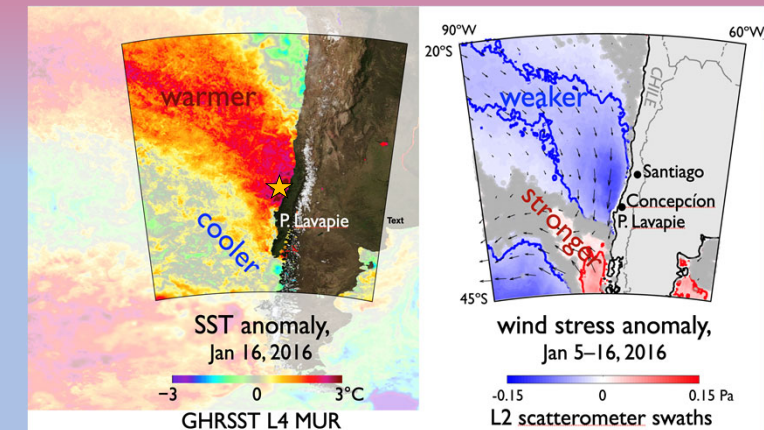 warmer
cooler
P. Lavapie
Text
SST anomaly,
Jan 16, 2016
−3 0 3°C
GHRSST L4 MUR
90°W
60°W
20°S
weaker
CHILE
Santiago
Concepcíon
P. Lavapie
stronger
45°S
wind stress anomaly,
Jan 5–16, 2016
-0.15 0 0.15 Pa
L2 scatterometer swaths